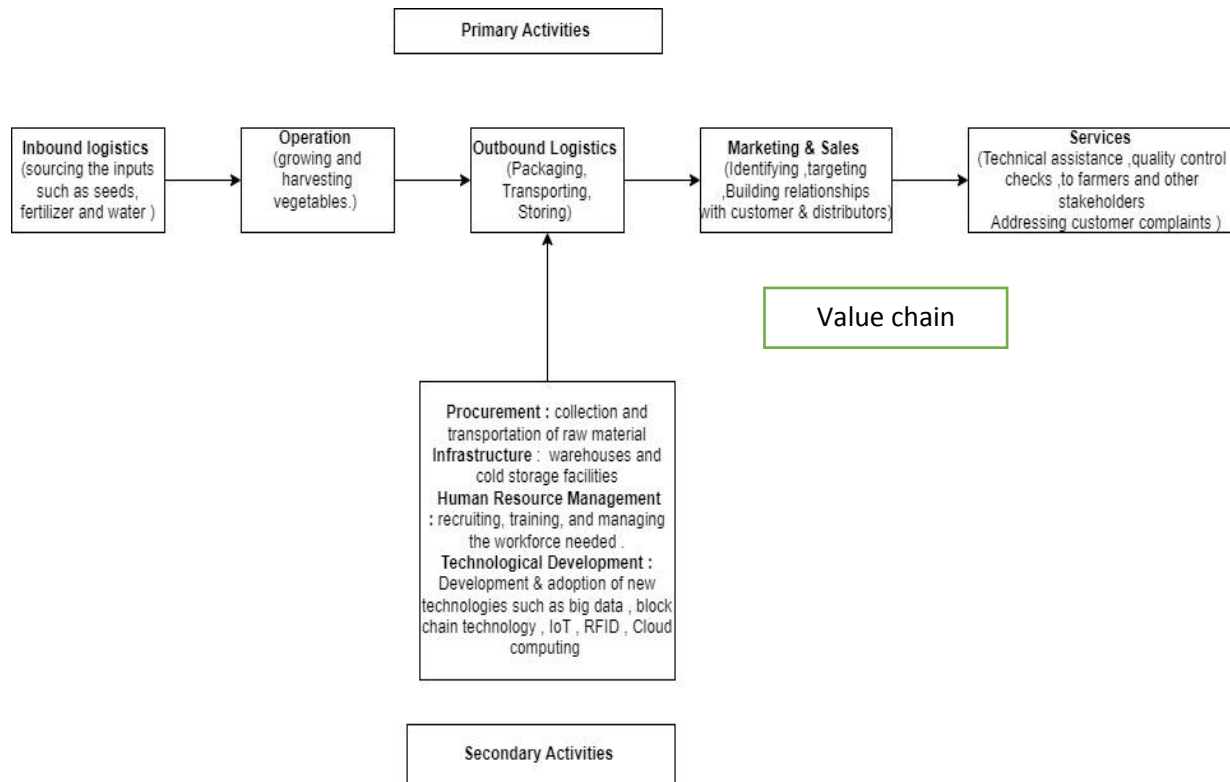 Primary Activities
Inbound logistics
(sourcing the inputs
such as seeds,
fertilizer and water )
Operation
(growing and
harvesting
vegetables.)
Outbound Logistics
(Packaging,
Transporting,
Storing)
Marketing & Sales
(Identifying ,targeting
,Building relationships
with customer & distributors)
Services
(Technical assistance ,quality control
checks ,to farmers and other
stakeholders
Addressing customer complaints )
Value chain
Procurement : collection and
transportation of raw material
Infrastructure : warehouses and
cold storage facilities
Human Resource Management
: recruiting, training, and managing
the workforce needed .
Technological Development :
Development & adoption of new
technologies such as big data , block
chain technology , IoT , RFID , Cloud
computing
Secondary Activities